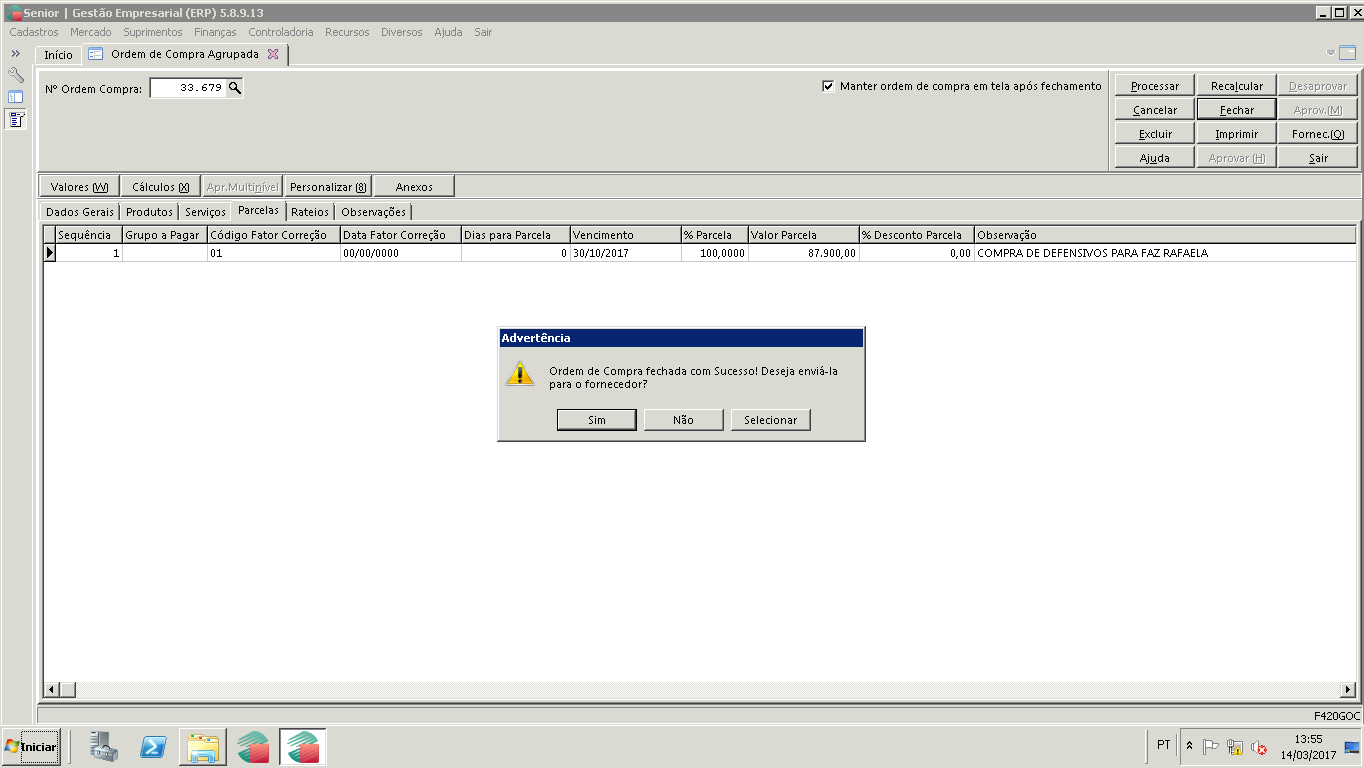 Senior | Gestão Empresarial (ERP) 5.8.9.13
Cadastros Mercado Suprimentos Finanças Controladoria Recursos Diversos Ajuda Sair
Início Ordem de Compra Agrupada
Nº Ordem Compra: 33.679
Manter ordem de compra em tela após fechamento
Processar Recalcular Desaprovar
Cancelar Fechar Aprov.(M)
Excluir Imprimir Fornec.(Q)
Ajuda Aprovar (H) Sair
Valores (W) Cálculos (X) Apr.Multinível Personalizar (8) Anexos
Dados Gerais Produtos Serviços Parcelas Rateios Observações
Sequência Grupo a Pagar Código Fator Correção Data Fator Correção Dias para Parcela Vencimento % Parcela Valor Parcela % Desconto Parcela Observação
1 01 00/00/0000 0 30/10/2017 100,0000 87.900,00 0,00 COMPRA DE DEFENSIVOS PARA FAZ RAFAELA
Advertência
Ordem de Compra fechada com Sucesso! Deseja enviá-la
para o fornecedor?
Sim Não Selecionar
F420GOC
Iniciar
PT
13:55
14/03/2017